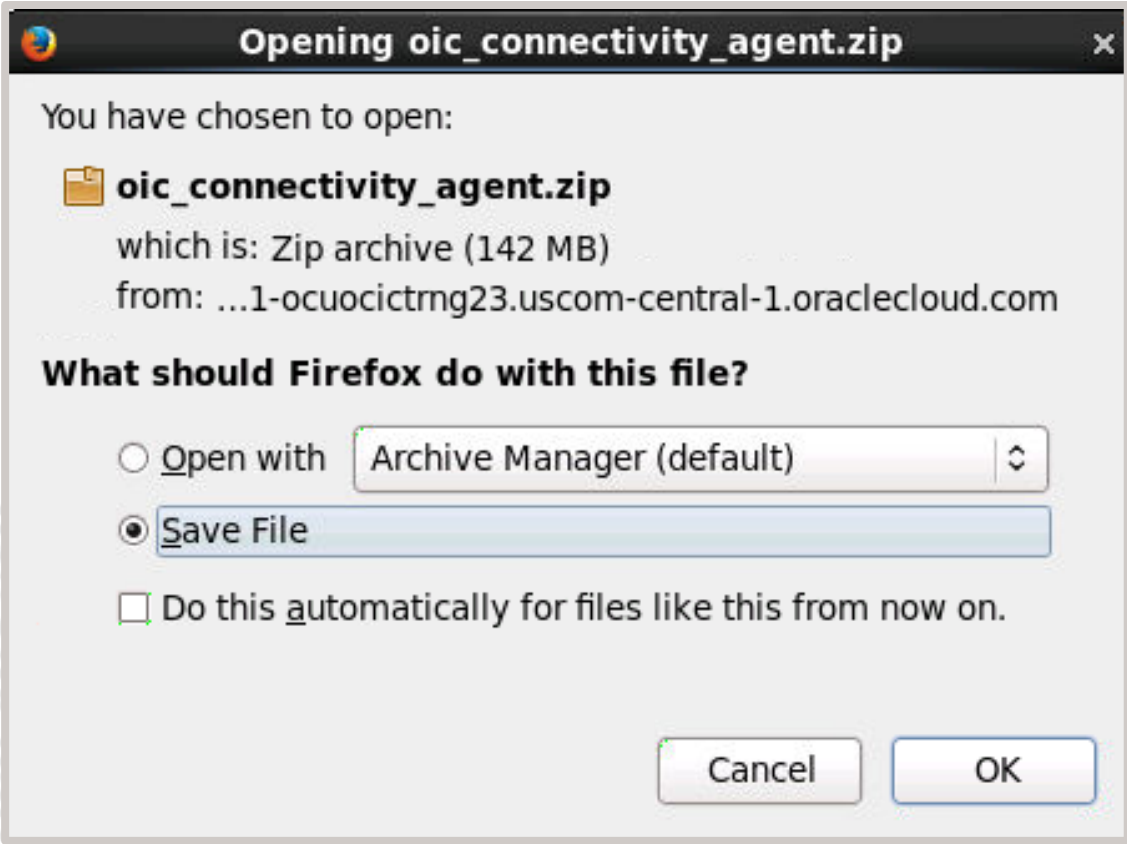 Opening oic_connectivity_agent.zip
You have chosen to open:
oic_connectivity_agent.zip
which is: Zip archive (142 MB)
from: ...1-ocuocictrng23.uscom-central-1.oraclecloud.com
What should Firefox do with this file?
Open with Archive Manager (default)
Save File
Do this automatically for files like this from now on.
Cancel OK